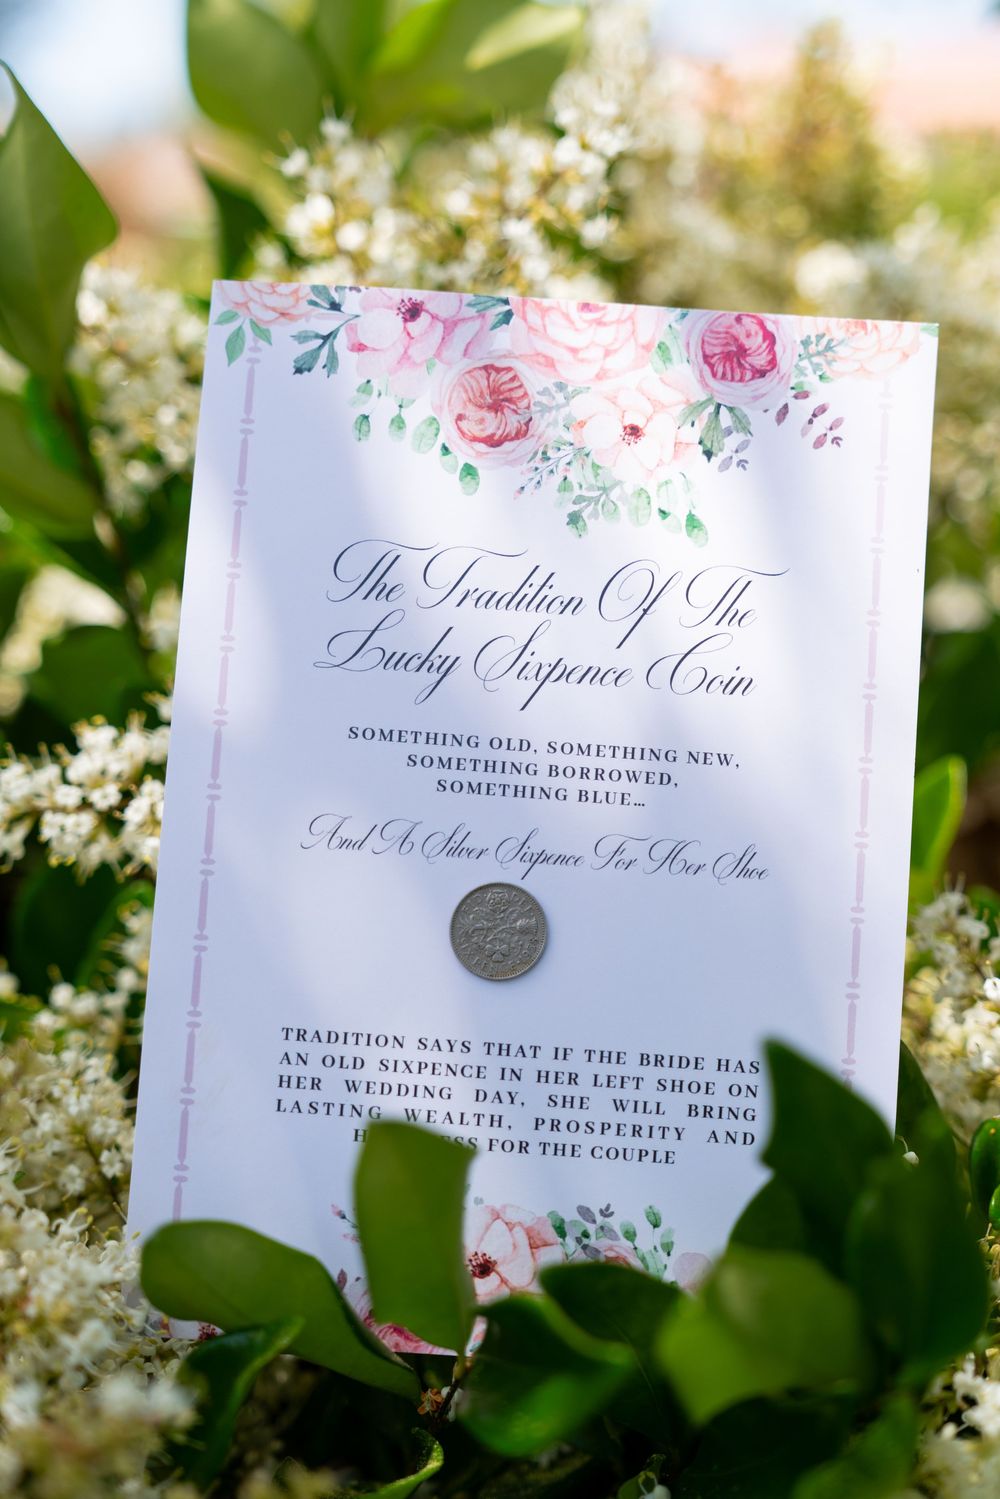 The Tradition Of The
Lucky Sixpence Coin
SOMETHING OLD, SOMETHING NEW,
SOMETHING BORROWED,
SOMETHING BLUE...
And A Silver Sixpence For Her Shoe
TRADITION SAYS THAT IF THE BRIDE HAS
AN OLD SIXPENCE IN HER LEFT SHOE ON
HER WEDDING DAY, SHE WILL BRING
LASTING WEALTH, PROSPERITY AND
FOR THE COUPLE